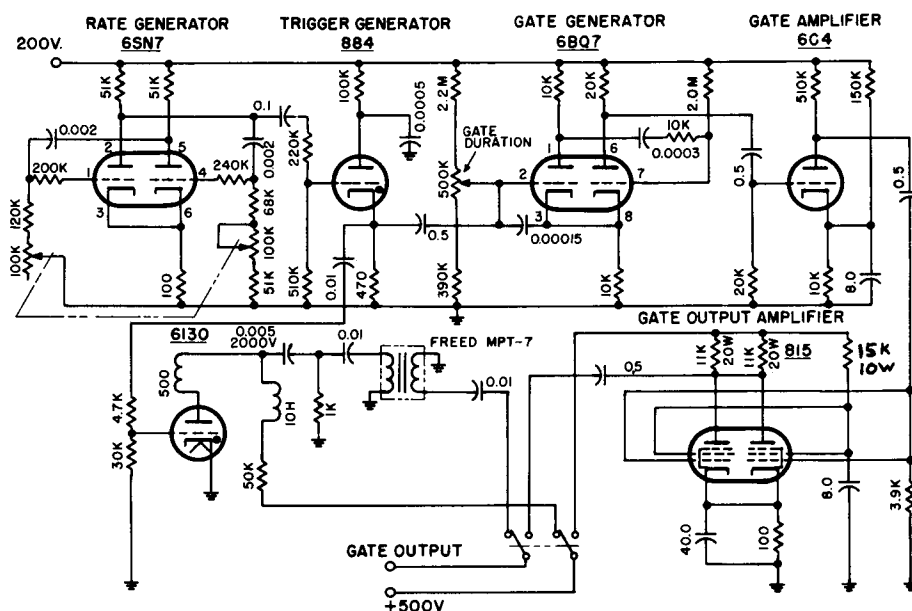 RATE GENERATOR
6SN7
TRIGGER GENERATOR
884
GATE GENERATOR
6BQ7
GATE AMPLIFIER
6C4
200V.
51K
51K
100K
2.2M
10K
20K
2.0M
510K
150K
0.0005
0.1
0.002
0.002
GATE
DURATION
10K
0.0003
220K
200K
240K
500K
0.5
0.5
1
2
5
4
3
6
1
6
2
7
3
8
120K
68K
100K
100K
51K
100
510K
470
0.01
0.5
0.00015
390K
10K
20K
10K
8.0
6130
0.005
2000V
0.01
FREED MPT-7
GATE OUTPUT AMPLIFIER
815
11K
20W
11K
20W
15K
10W
500
10H
1K
0.01
0.5
4.7K
30K
50K
40.0
100
8.0
3.9K
GATE OUTPUT
+500V